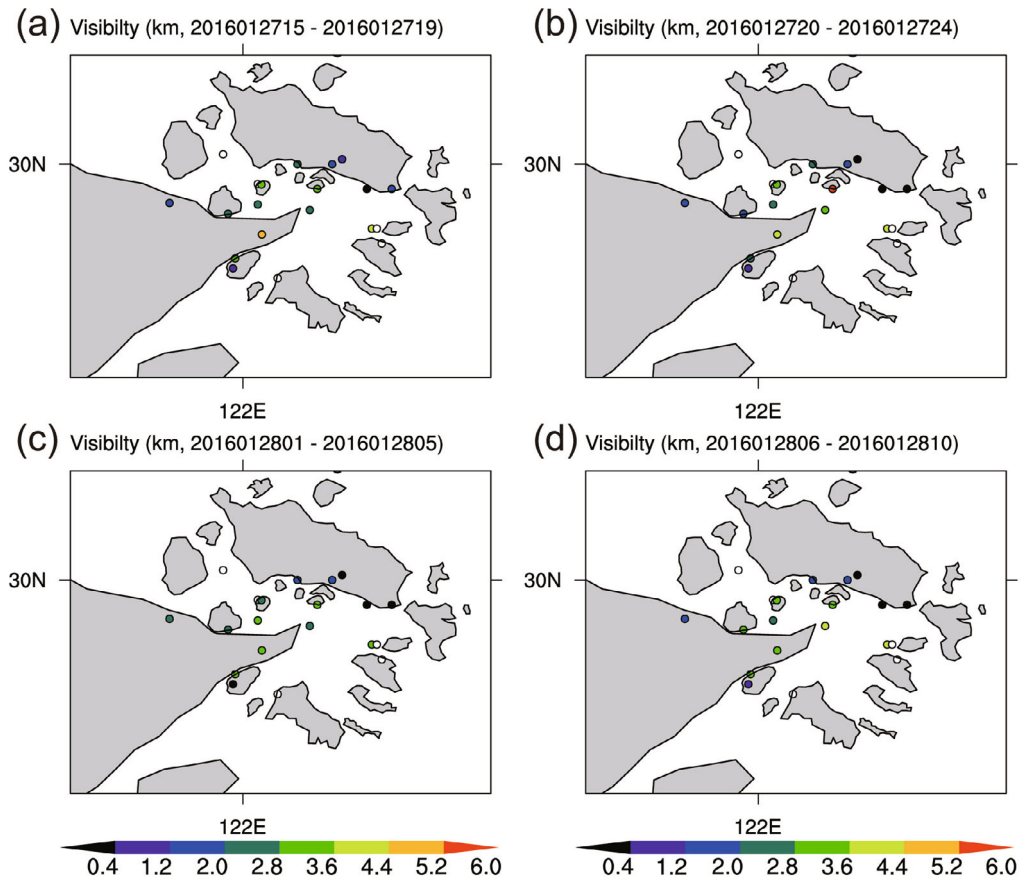 (a) Visibilty (km, 2016012715 - 2016012719)
(b) Visibilty (km, 2016012720 - 2016012724)
30N
30N
122E
122E
(c) Visibilty (km, 2016012801 - 2016012805)
(d) Visibilty (km, 2016012806 - 2016012810)
30N
30N
122E
122E
0.4 1.2 2.0 2.8 3.6 4.4 5.2 6.0
0.4 1.2 2.0 2.8 3.6 4.4 5.2 6.0